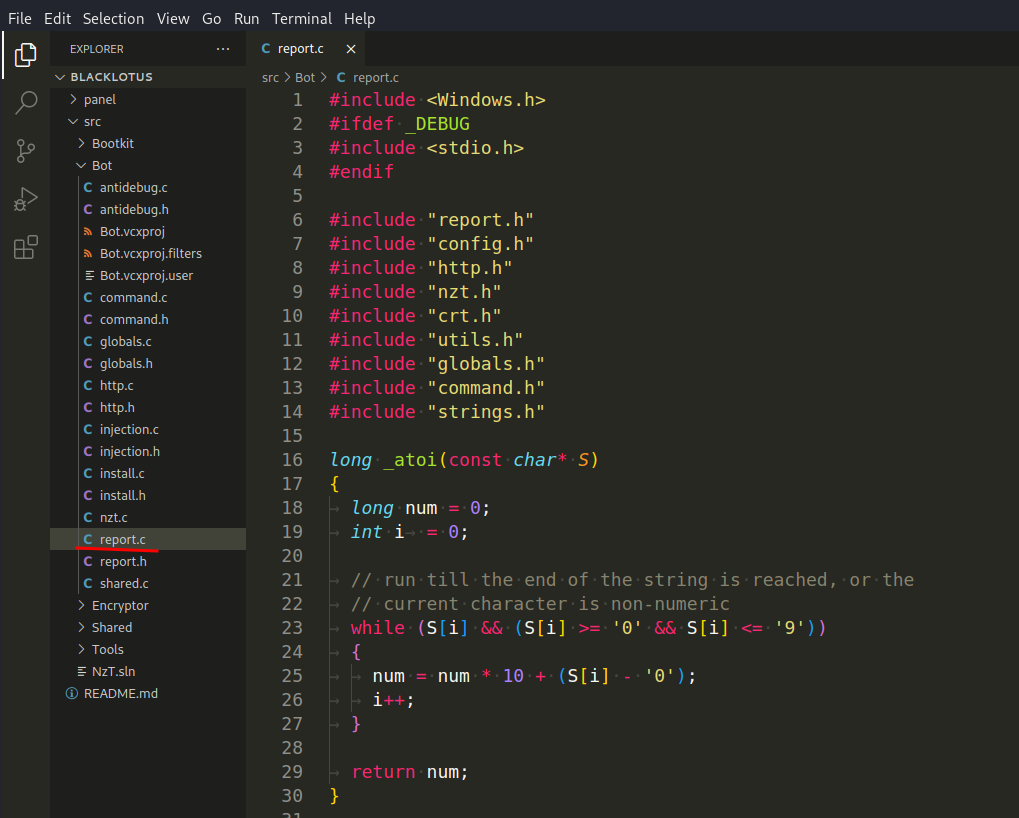 File Edit Selection View Go Run Terminal Help
EXPLORER ···
BLACKLOTUS
panel
src
Bootkit
Bot
C antidebug.c
C antidebug.h
Bot.vcxproj
Bot.vcxproj.filters
Bot.vcxproj.user
C command.c
C command.h
C globals.c
C globals.h
C http.c
C http.h
C injection.c
C injection.h
C install.c
C install.h
C nzt.c
C report.c
C report.h
C shared.c
Encryptor
Shared
Tools
NzT.sln
README.md
C report.c ×
src > Bot > C report.c
1 #include <Windows.h>
2 #ifdef _DEBUG
3 #include <stdio.h>
4 #endif
5
6 #include "report.h"
7 #include "config.h"
8 #include "http.h"
9 #include "nzt.h"
10 #include "crt.h"
11 #include "utils.h"
12 #include "globals.h"
13 #include "command.h"
14 #include "strings.h"
15
16 long _atoi(const char* S)
17 {
18 long num = 0;
19 int i = 0;
20
21 // run till the end of the string is reached, or the
22 // current character is non-numeric
23 while (S[i] && (S[i] >= '0' && S[i] <= '9'))
24 {
25 num = num * 10 + (S[i] - '0');
26 i++;
27 }
28
29 return num;
30 }
31